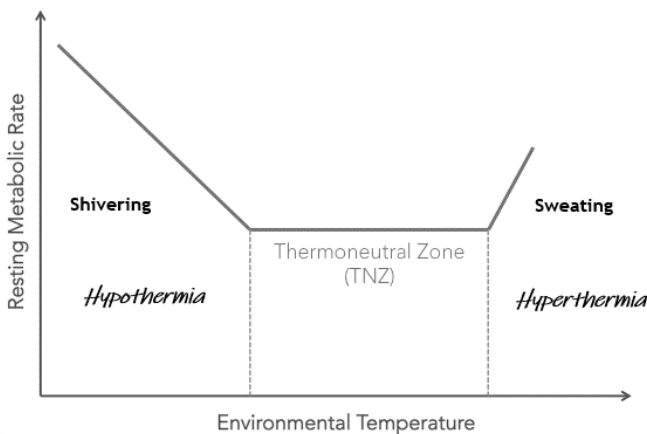 Resting Metabolic Rate
Shivering
Sweating
Thermoneutral Zone
(TNZ)
Hypothermia
Hyperthermia
Environmental Temperature